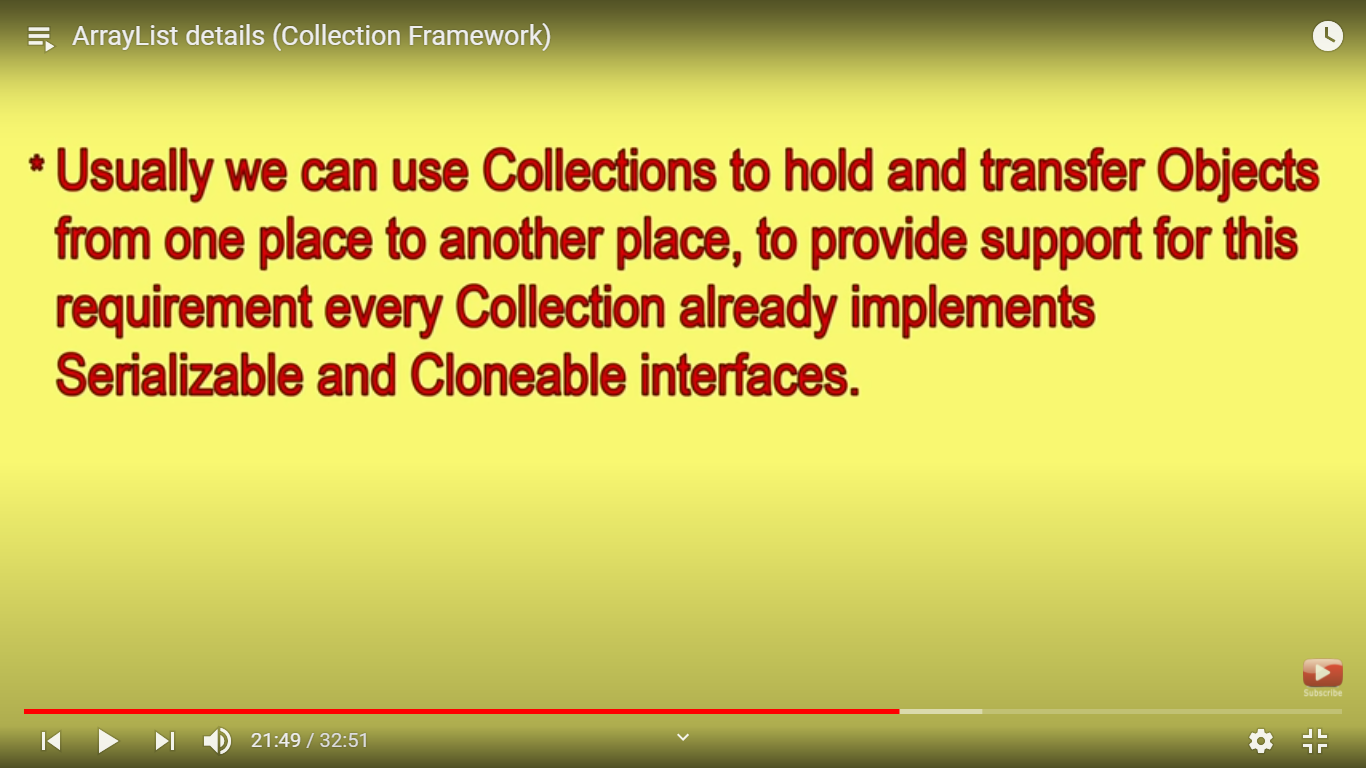 ArrayList details (Collection Framework)
* Usually we can use Collections to hold and transfer Objects
from one place to another place, to provide support for this
requirement every Collection already implements
Serializable and Cloneable interfaces.
Subscribe
21:49 / 32:51